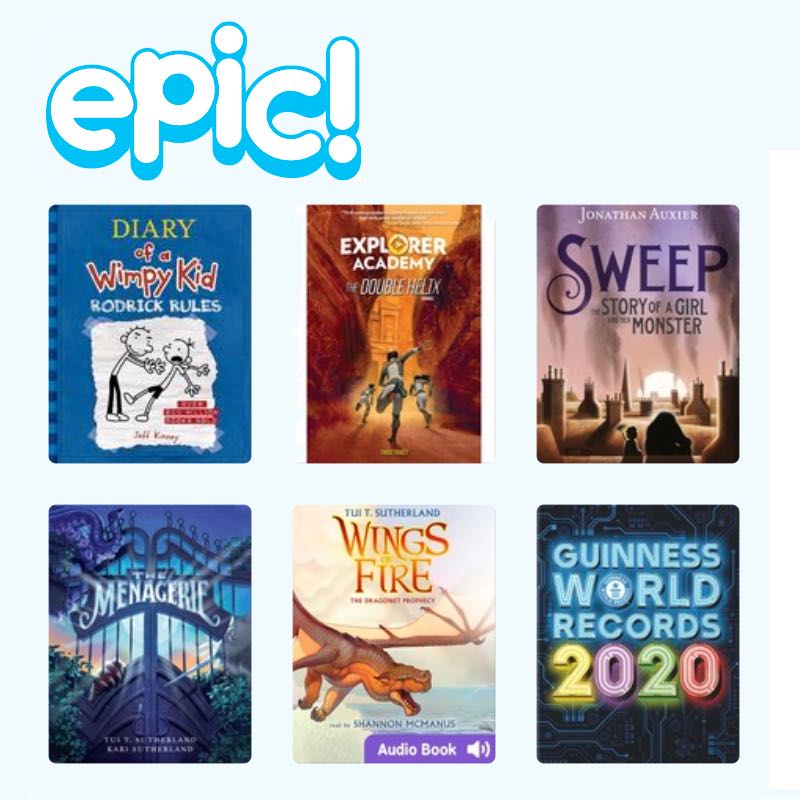 epic!
DIARY
of a
Wimpy Kid
RODRICK RULES
Jeff Kinney
EXPLORER
ACADEMY
THE DOUBLE HELIX
JONATHAN AUXIER
SWEEP
THE STORY OF A GIRL
AND HER MONSTER
THE
MENAGERIE
TUI T. SUTHERLAND
KARI SUTHERLAND
TUI T. SUTHERLAND
WINGS
OF
FIRE
THE DRAGONET PROPHECY
read by SHANNON MCMANUS
Audio Book
GUINNESS
WORLD
RECORDS
2020